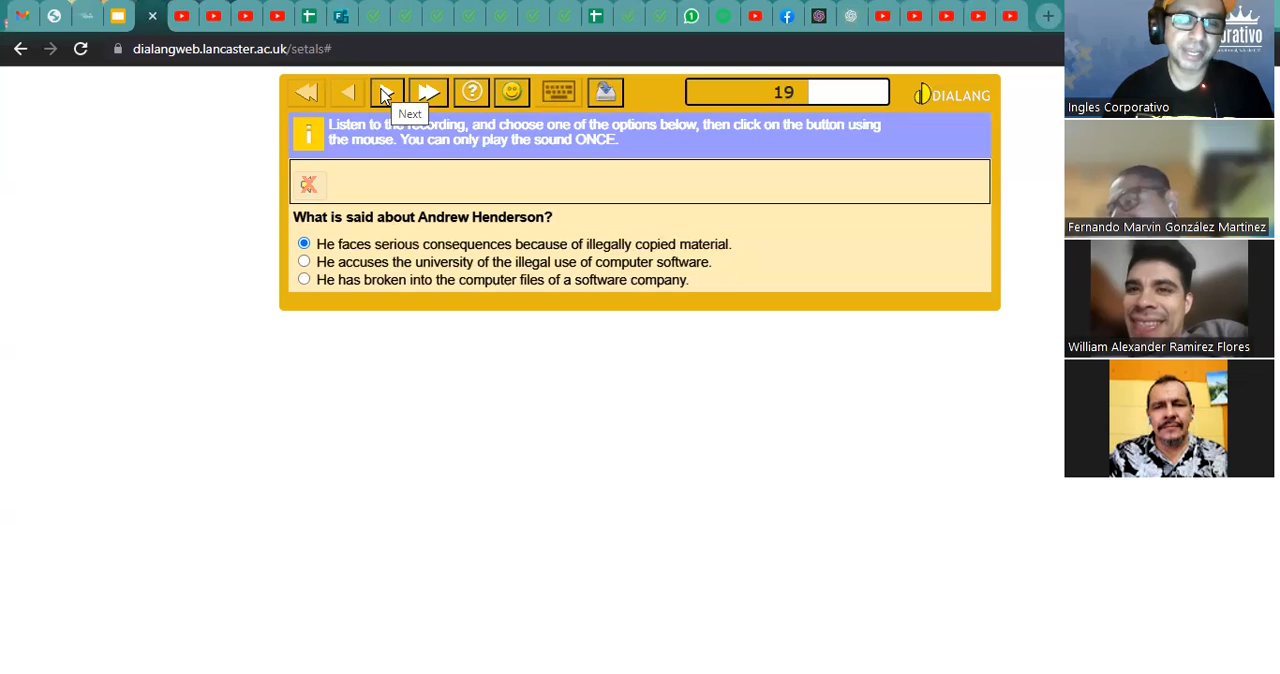 dialangweb.lancaster.ac.uk/setals#
19
DIALANG
Next
Listen to the recording, and choose one of the options below, then click on the button using
the mouse. You can only play the sound ONCE.
What is said about Andrew Henderson?
He faces serious consequences because of illegally copied material.
He accuses the university of the illegal use of computer software.
He has broken into the computer files of a software company.
Ingles Corporativo
Fernando Marvin González Martinez
William Alexander Ramirez Flores